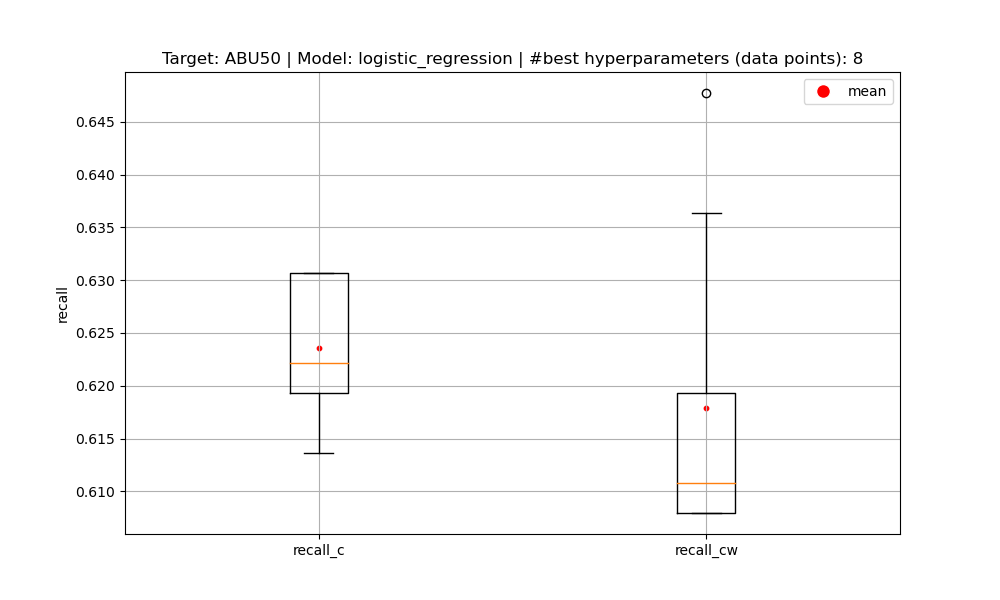 Target: ABU50 | Model: logistic_regression | #best hyperparameters (data points): 8
mean
0.645
0.640
0.635
0.630
0.625
0.620
0.615
0.610
recall
recall_c
recall_cw